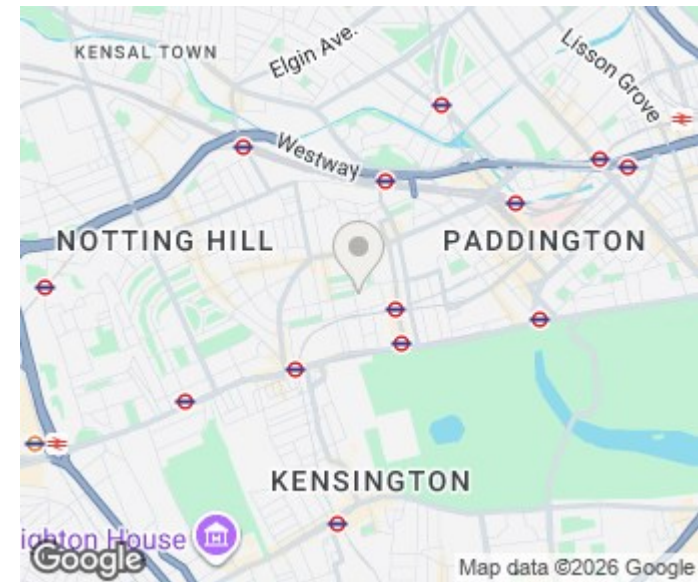 KENSAL TOWN
Elgin Ave.
Lisson Grove
Westway
NOTTING HILL
PADDINGTON
KENSINGTON
ighton House
Google
Map data ©2026 Google